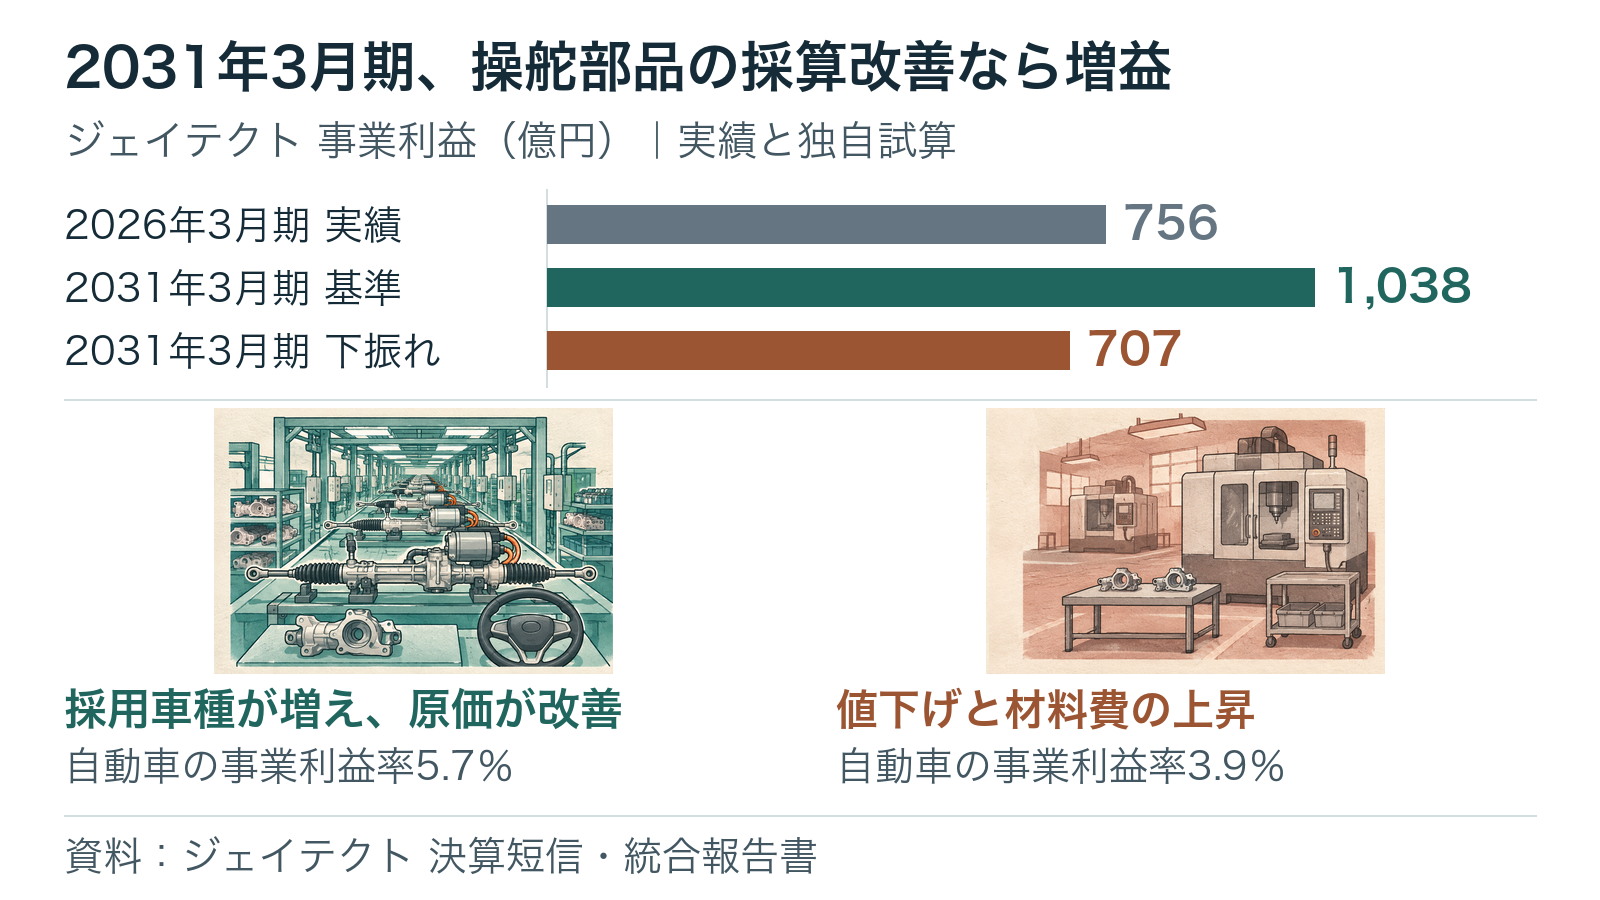 2031年3月期、操舵部品の採算改善なら増益
ジェイテクト 事業利益（億円）｜実績と独自試算
2026年3月期 実績
756
2031年3月期 基準
1,038
2031年3月期 下振れ
707
採用車種が増え、原価が改善
自動車の事業利益率5.7%
値下げと材料費の上昇
自動車の事業利益率3.9%
資料：ジェイテクト 決算短信・統合報告書